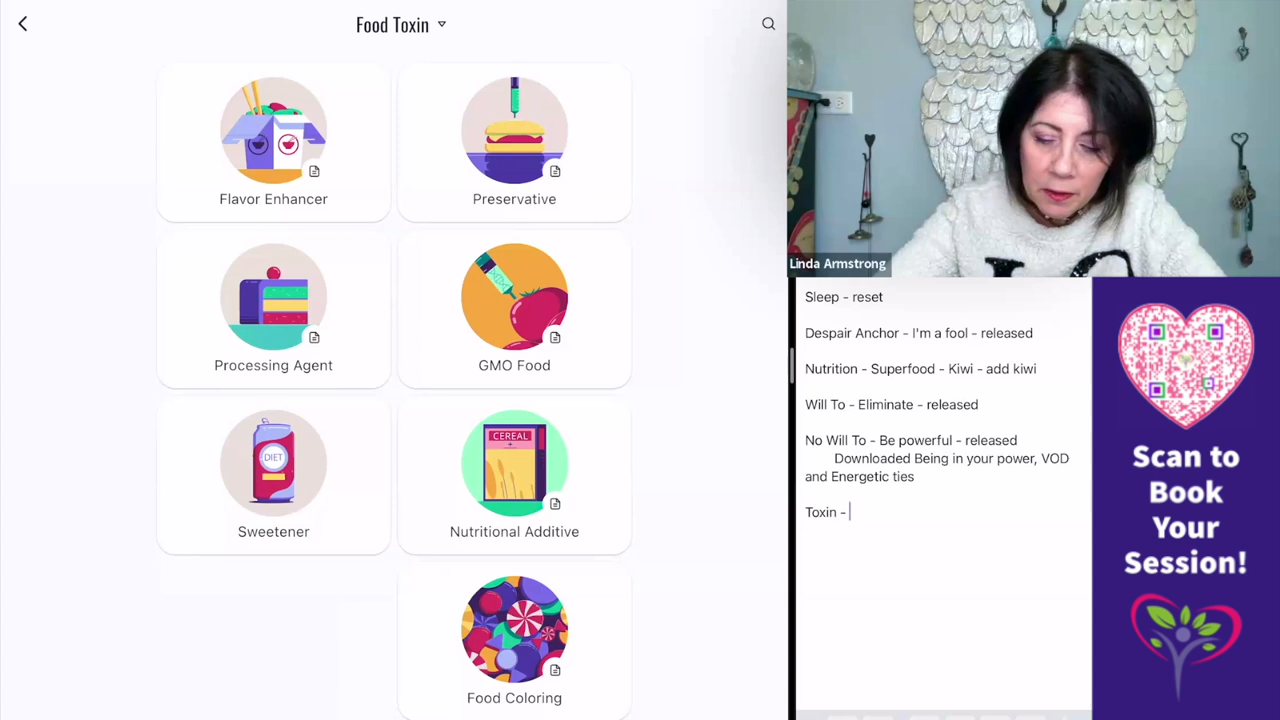 Food Toxin
Flavor Enhancer
Preservative
Processing Agent
GMO Food
DIET
Sweetener
CEREAL
Nutritional Additive
Food Coloring
Linda Armstrong
Sleep - reset
Despair Anchor - I'm a fool - released
Nutrition - Superfood - Kiwi - add kiwi
Will To - Eliminate - released
No Will To - Be powerful - released
Downloaded Being in your power, VOD
and Energetic ties
Toxin -
Scan to
Book
Your
Session!